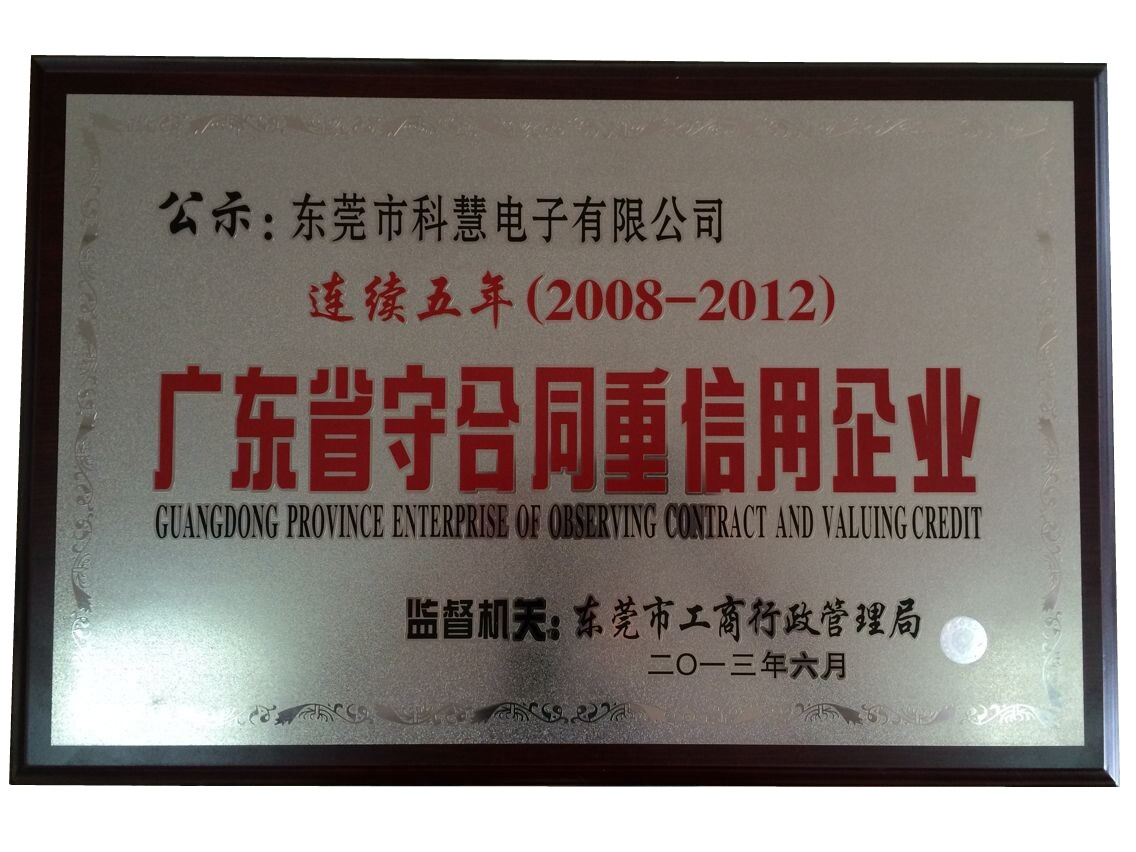 公示：东莞市科慧电子有限公司
连续五年(2008-2012)
广东省守合同重信用企业
GUANGDONG PROVINCE ENTERPRISE OF OBSERVING CONTRACT AND VALUING CREDIT
监督机关：东莞市工商行政管理局
二〇一三年六月